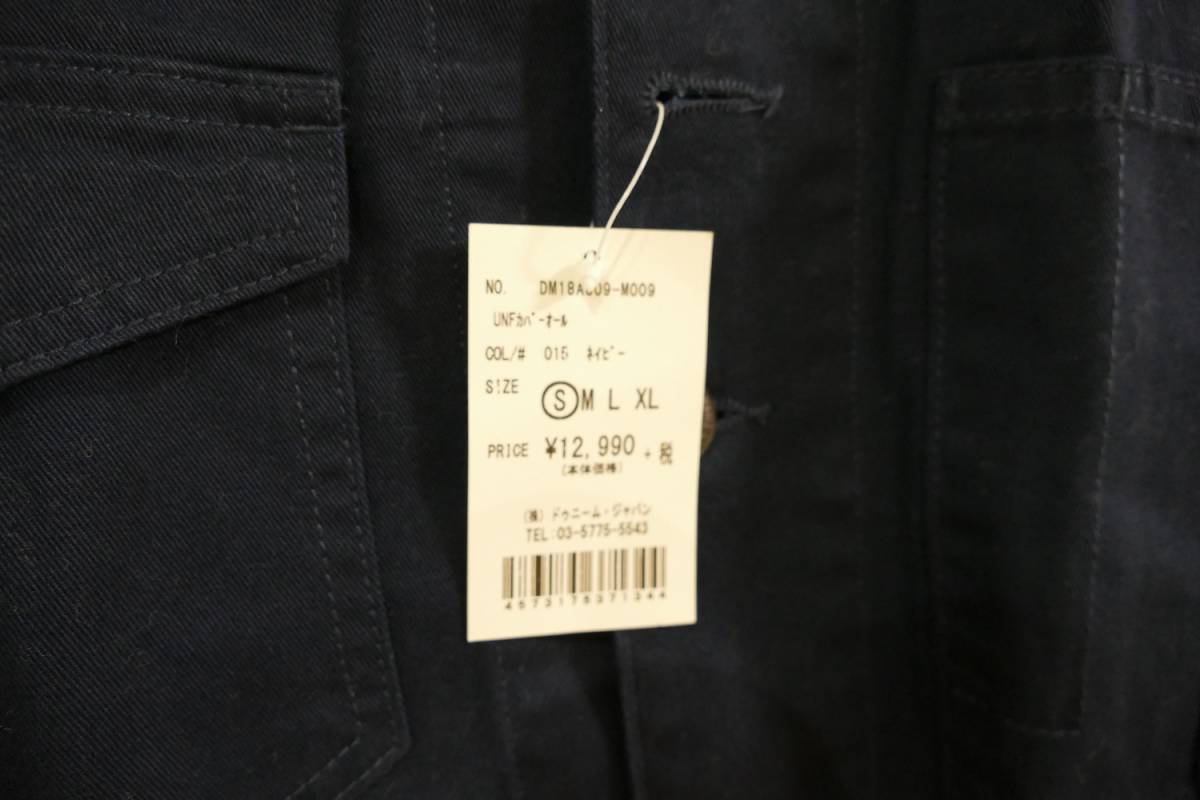 NO. DM18A009-M009
UNFｶﾊﾞｰｵｰﾙ
COL/# 015 ﾈｲﾋﾞｰ
SIZE Ⓢ M L XL
PRICE ¥12,990 + 税
(本体価格)
(株) ドゥニーム・ジャパン
TEL:03-5775-5543
4573175371344